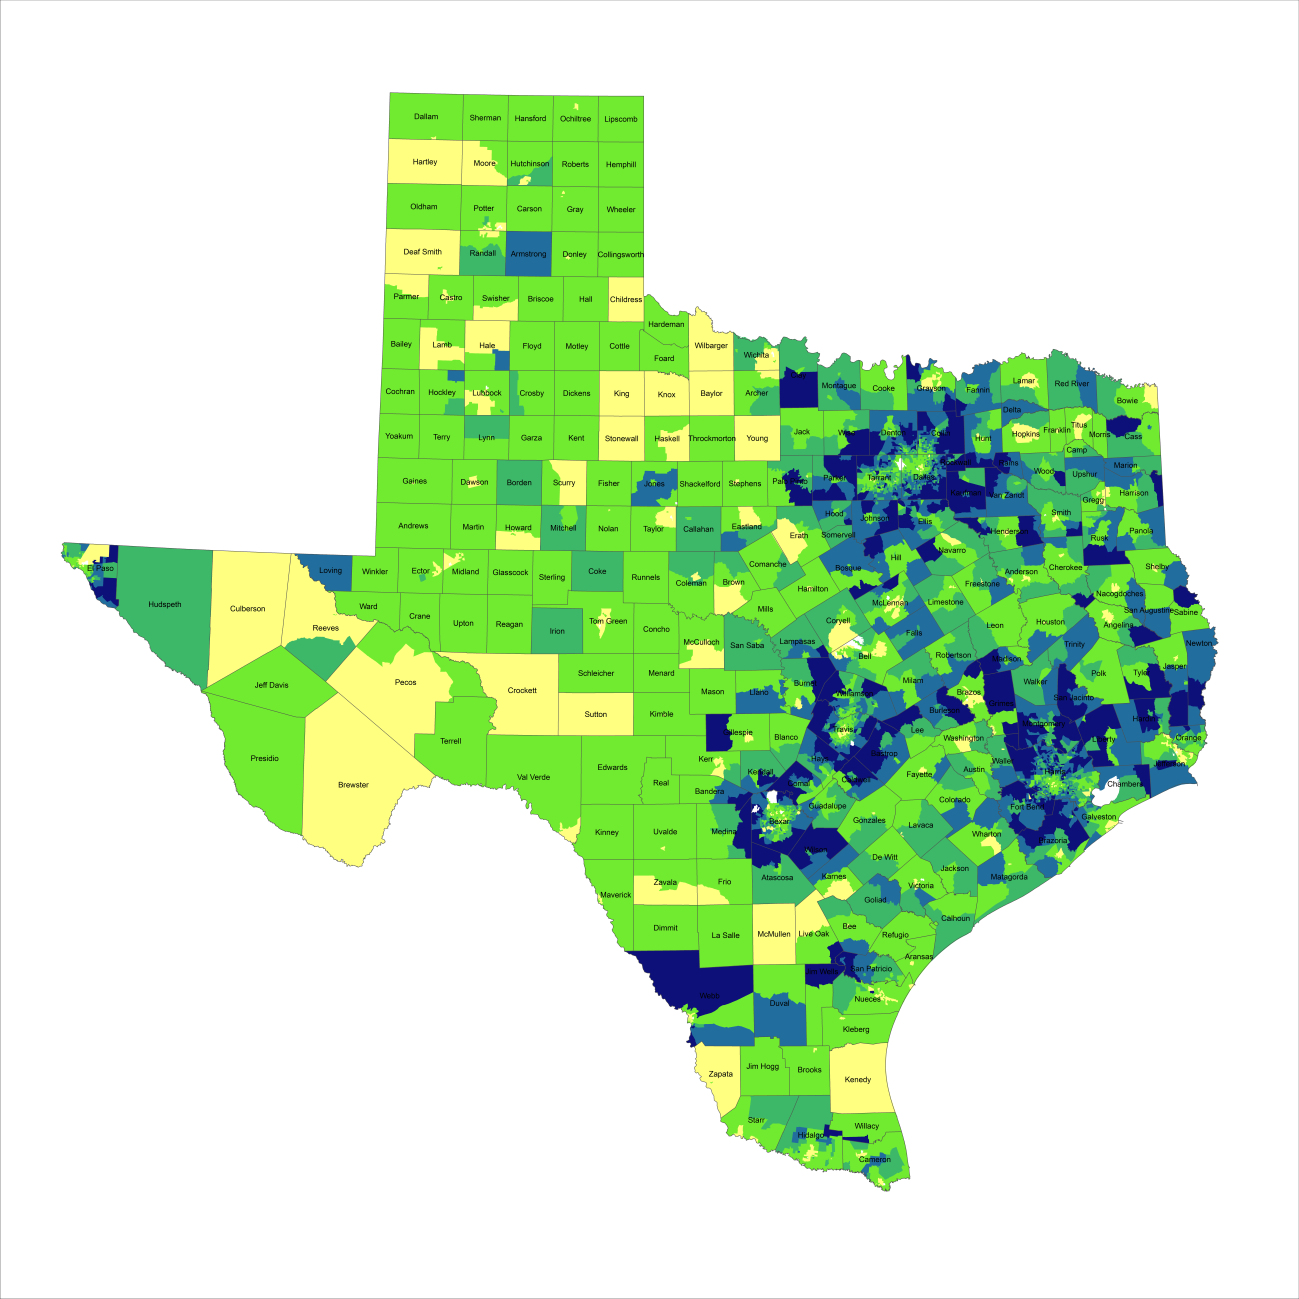 Dallam
Sherman
Hansford
Ochiltree
Lipscomb
Hartley
Moore
Hutchinson
Roberts
Hemphill
Oldham
Potter
Carson
Gray
Wheeler
Deaf Smith
Randall
Armstrong
Donley
Collingsworth
Parmer
Castro
Swisher
Briscoe
Hall
Childress
Hardeman
Bailey
Lamb
Hale
Floyd
Motley
Cottle
Foard
Wilbarger
Wichita
Clay
Montague
Cooke
Grayson
Fannin
Lamar
Red River
Bowie
Cochran
Hockley
Lubbock
Crosby
Dickens
King
Knox
Baylor
Archer
Delta
Yoakum
Terry
Lynn
Garza
Kent
Stonewall
Haskell
Throckmorton
Young
Jack
Wise
Denton
Collin
Hunt
Hopkins
Franklin
Titus
Morris
Cass
Camp
Gaines
Dawson
Borden
Scurry
Fisher
Jones
Shackelford
Stephens
Palo Pinto
Parker
Tarrant
Dallas
Rockwall
Kaufman
Rains
Van Zandt
Wood
Upshur
Marion
Gregg
Harrison
Andrews
Martin
Howard
Mitchell
Nolan
Taylor
Callahan
Eastland
Erath
Hood
Somervell
Johnson
Ellis
Henderson
Smith
Rusk
Panola
El Paso
Hudspeth
Culberson
Reeves
Loving
Winkler
Ector
Midland
Glasscock
Sterling
Coke
Runnels
Coleman
Brown
Comanche
Hamilton
Bosque
Hill
Navarro
Freestone
Anderson
Cherokee
Nacogdoches
Shelby
Ward
Crane
Upton
Reagan
Irion
Tom Green
Concho
McCulloch
San Saba
Mills
Lampasas
Coryell
McLennan
Limestone
Falls
Bell
Leon
Houston
Angelina
San Augustine
Sabine
Trinity
Newton
Jeff Davis
Pecos
Crockett
Schleicher
Menard
Mason
Llano
Burnet
Williamson
Milam
Robertson
Madison
Brazos
Grimes
Walker
San Jacinto
Polk
Tyler
Jasper
Presidio
Brewster
Terrell
Val Verde
Sutton
Kimble
Gillespie
Blanco
Travis
Hays
Bastrop
Lee
Burleson
Washington
Waller
Montgomery
Liberty
Hardin
Orange
Jefferson
Edwards
Real
Kerr
Bandera
Kendall
Comal
Caldwell
Guadalupe
Fayette
Austin
Colorado
Harris
Fort Bend
Chambers
Galveston
Brazoria
Kinney
Uvalde
Medina
Bexar
Wilson
Gonzales
Lavaca
Wharton
De Witt
Jackson
Matagorda
Maverick
Zavala
Frio
Atascosa
Karnes
Goliad
Victoria
Calhoun
Dimmit
La Salle
McMullen
Live Oak
Bee
Refugio
Aransas
San Patricio
Jim Wells
Nueces
Webb
Duval
Kleberg
Zapata
Jim Hogg
Brooks
Kenedy
Starr
Hidalgo
Willacy
Cameron